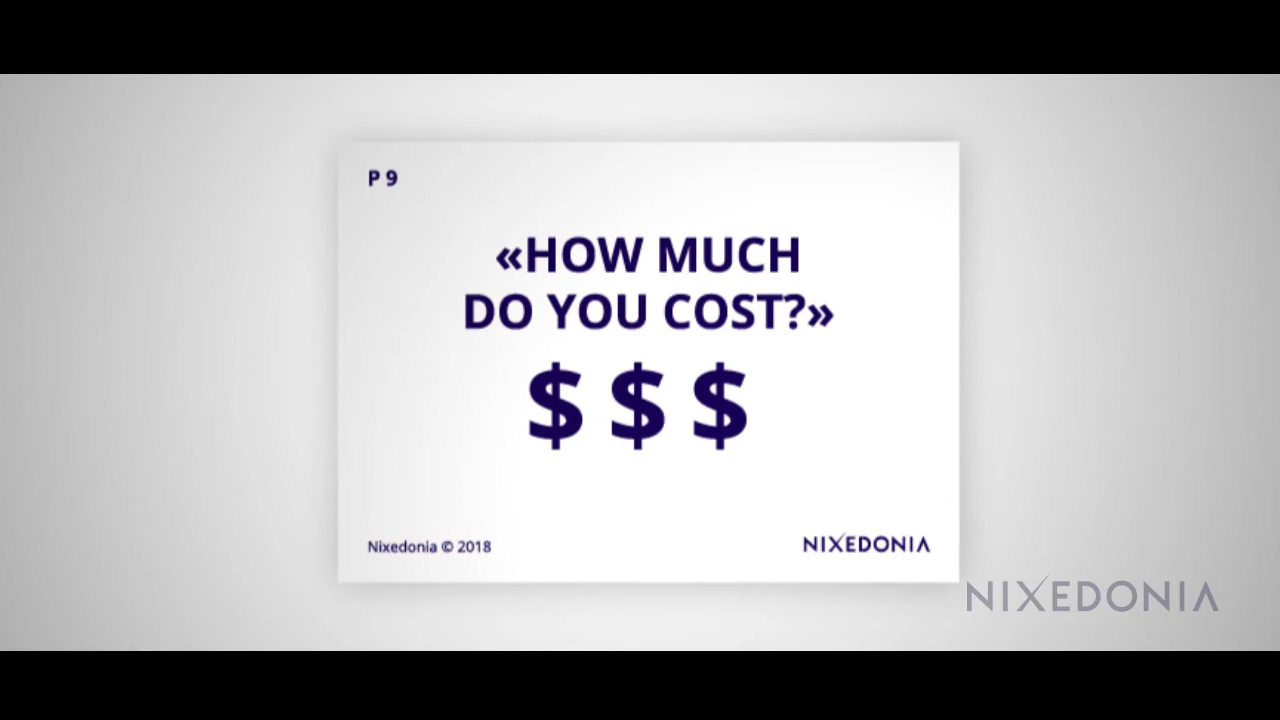 P 9
«HOW MUCH
DO YOU COST?»
$ $ $
Nixedonia © 2018
NIXEDONIA
NIXEDONIA